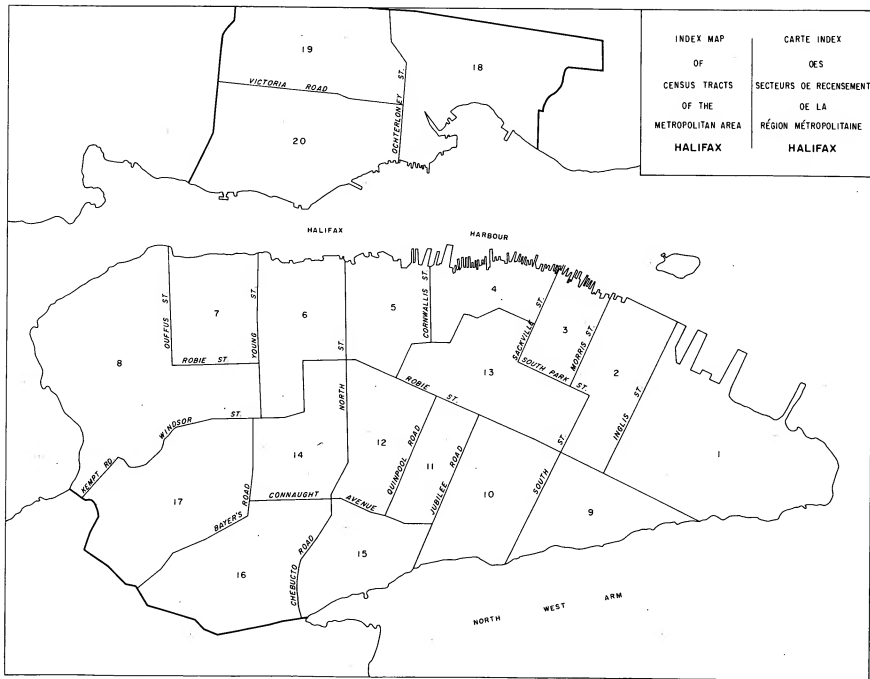 INDEX MAP
OF
CENSUS TRACTS
OF THE
METROPOLITAN AREA
HALIFAX
CARTE INDEX
OES
SECTEURS DE RECENSEMENT
DE LA
RÉGION MÉTROPOLITAINE
HALIFAX
19
18
VICTORIA ROAD
OCHTERLONEY ST.
20
HALIFAX HARBOUR
DUFFUS ST
7
YOUNG ST.
6
5
CORNWALLIS ST.
4
SACKVILLE ST.
3
MORRIS ST.
8
ROBIE ST.
NORTH ST.
SOUTH PARK ST.
2
13
ROBIE ST.
INGLIS ST.
WINDSOR ST.
KEMPT RD
14
12
QUINPOOL ROAD
11
JUBILEE ROAD
10
SOUTH ST.
1
17
BAYER'S ROAD
CONNAUGHT AVENUE
9
16
CHEBUCTO ROAD
15
NORTH WEST ARM